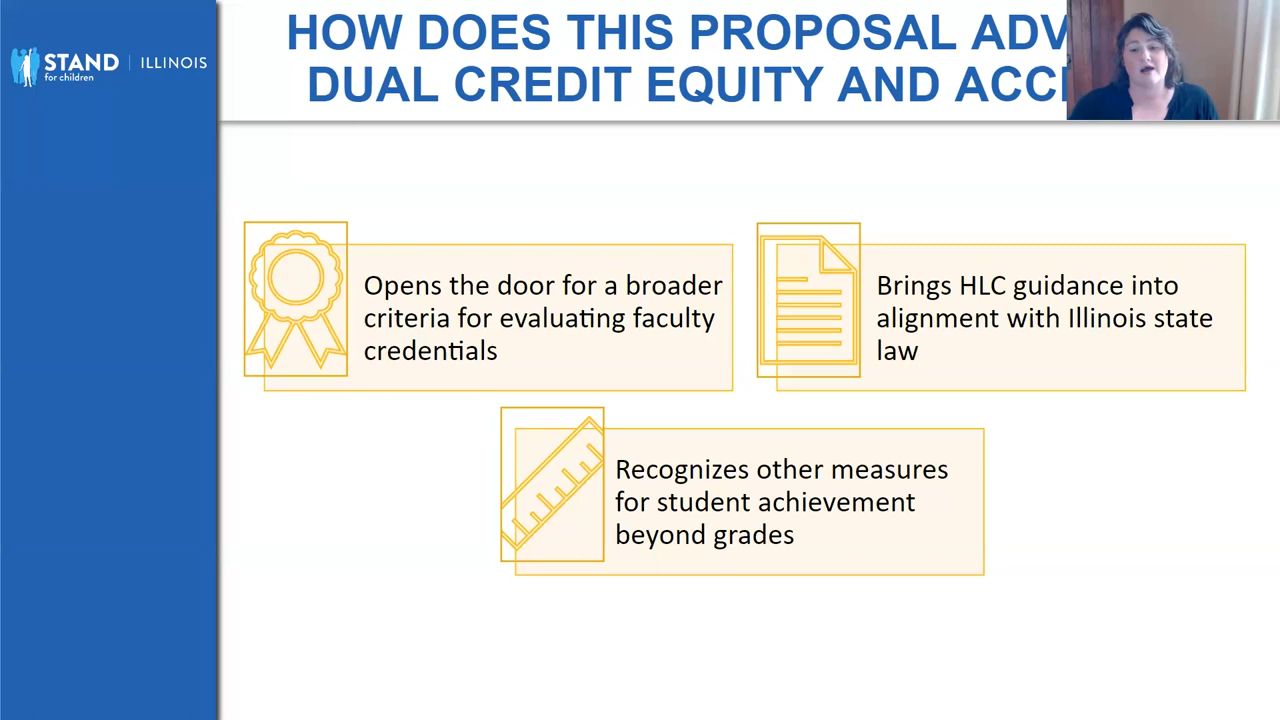 STAND
for children
ILLINOIS
HOW DOES THIS PROPOSAL
DUAL CREDIT EQUITY AND
Opens the door for a broader
criteria for evaluating faculty
credentials
Brings HLC guidance into
alignment with Illinois state
law
Recognizes other measures
for student achievement
beyond grades